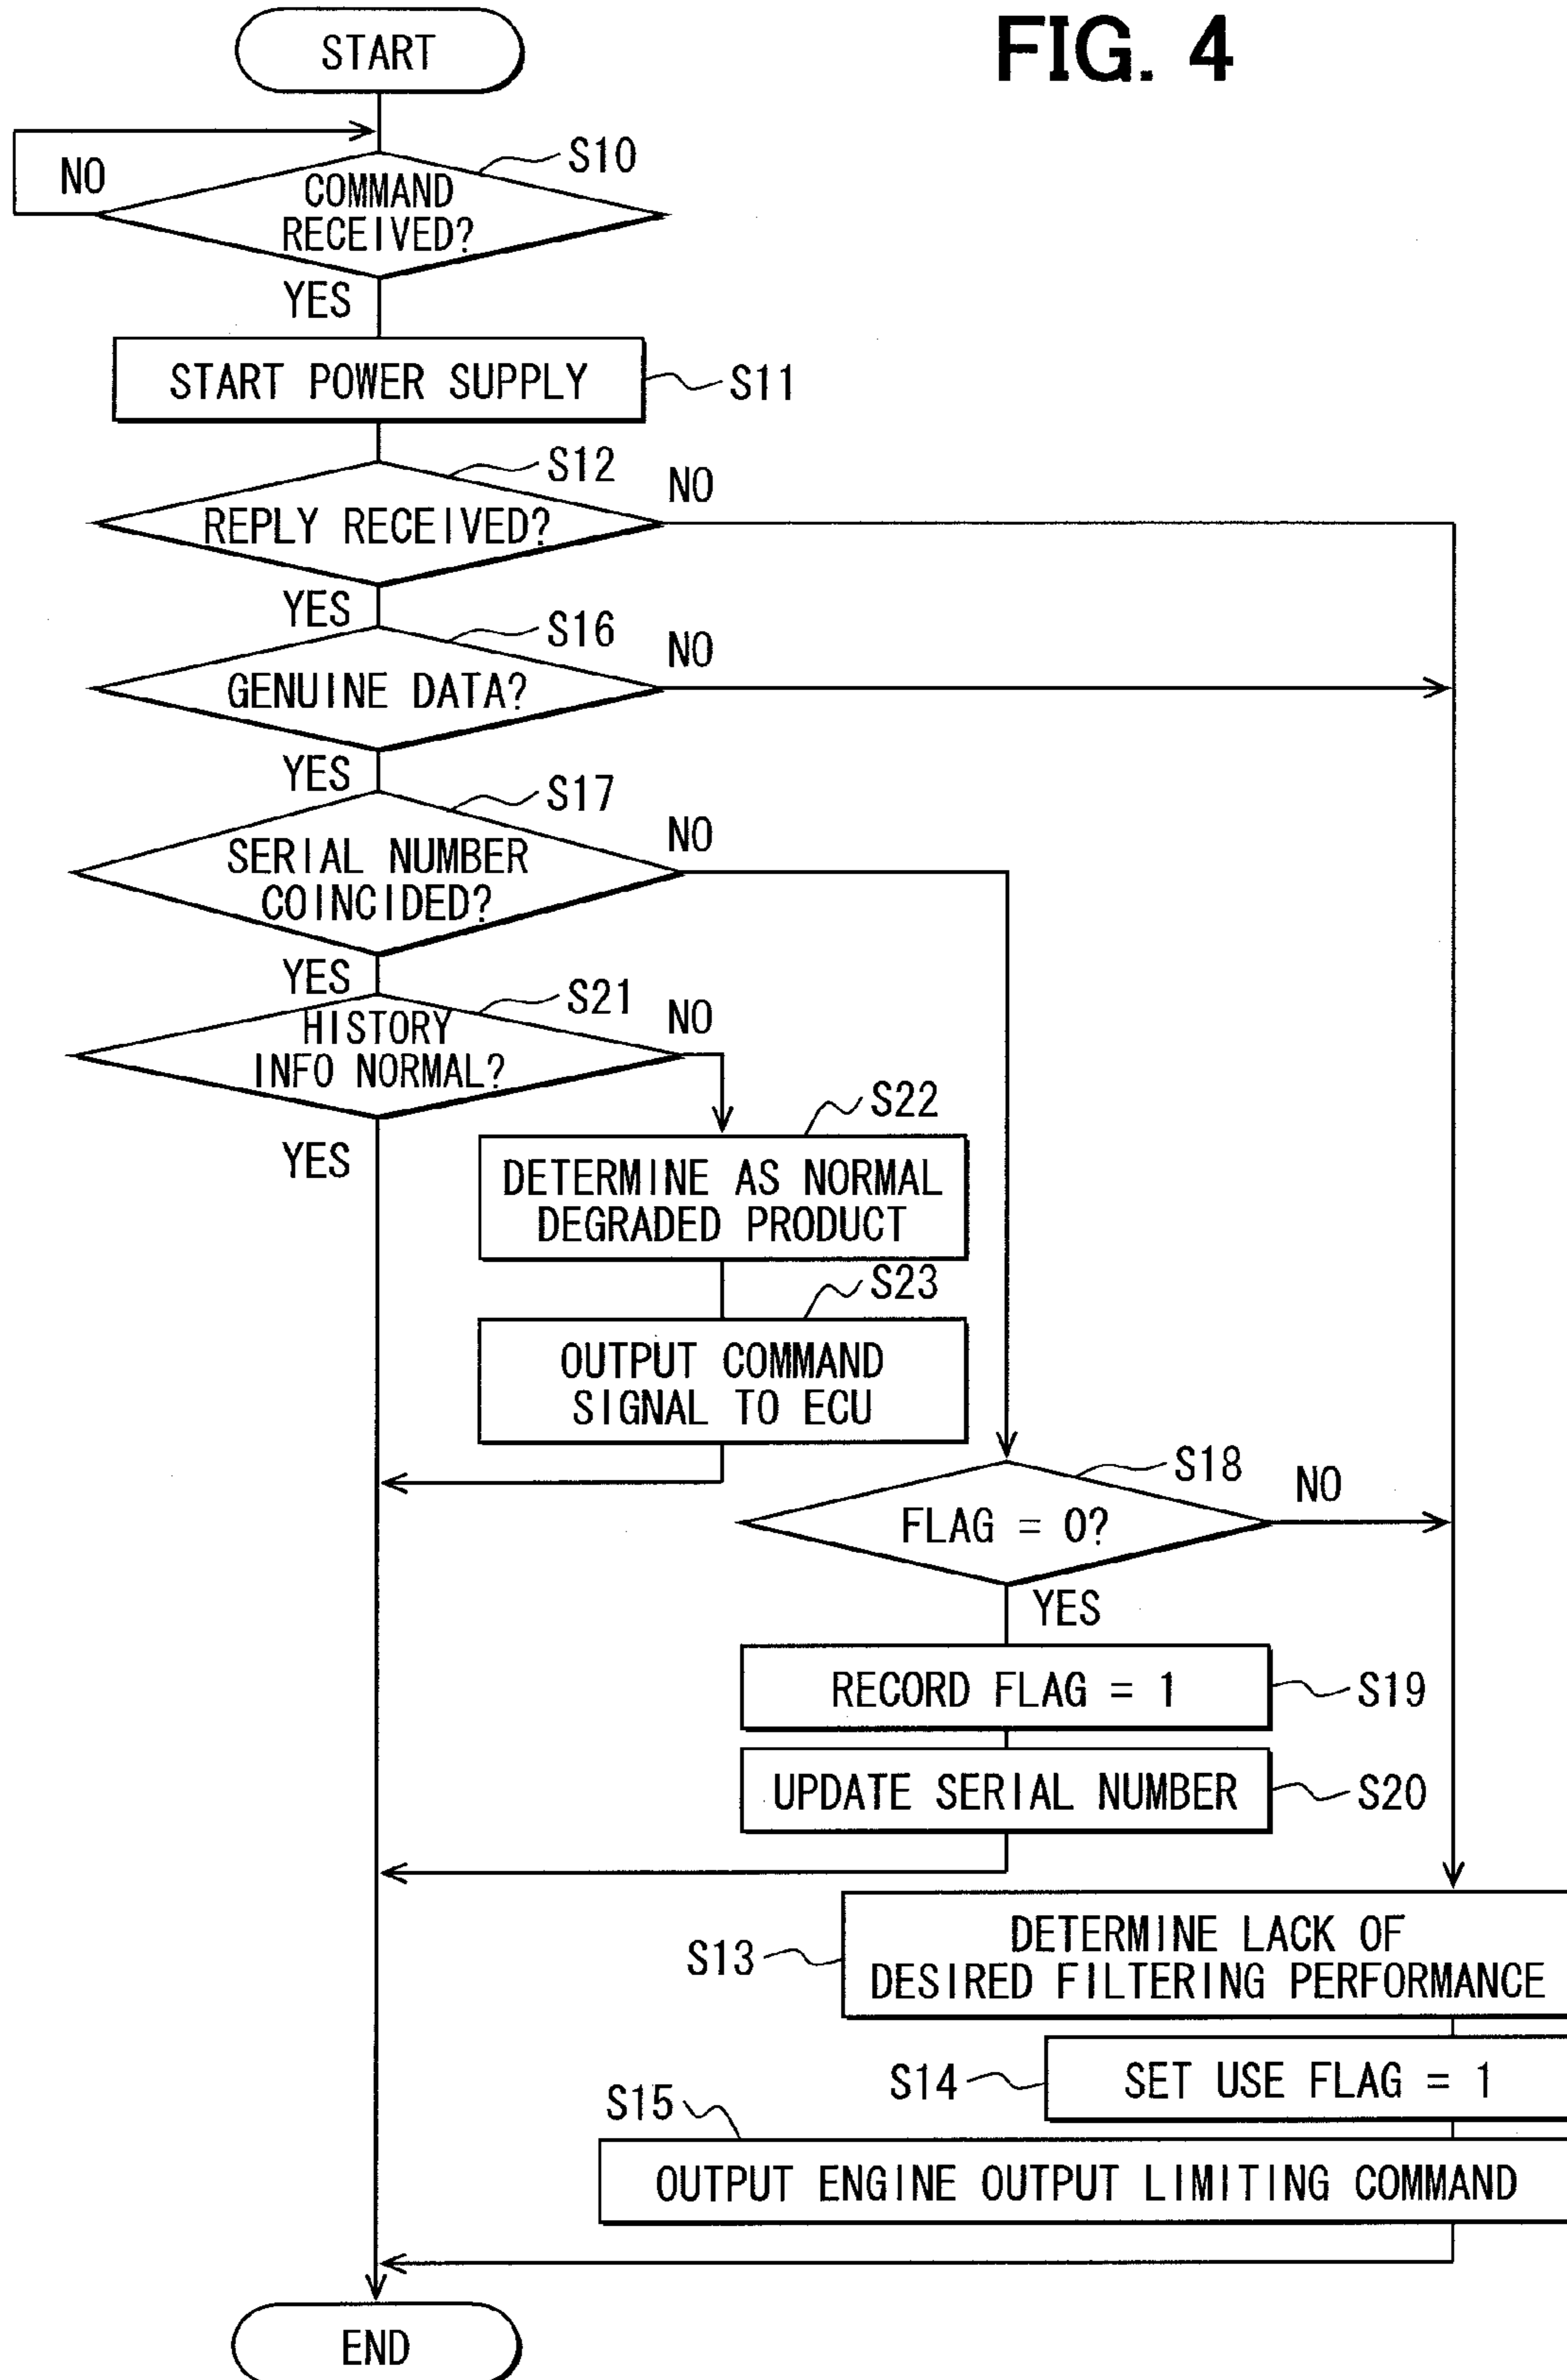 FIG. 4
START
NO
S10
COMMAND
RECEIVED?
YES
START POWER SUPPLY
S11
S12
NO
REPLY RECEIVED?
YES
S16
NO
GENUINE DATA?
YES
S17
NO
SERIAL NUMBER
COINCIDED?
YES
S21
NO
HISTORY
INFO NORMAL?
YES
S22
DETERMINE AS NORMAL
DEGRADED PRODUCT
S23
OUTPUT COMMAND
SIGNAL TO ECU
S18
NO
FLAG = 0?
YES
RECORD FLAG = 1
S19
UPDATE SERIAL NUMBER
S20
S13
DETERMINE LACK OF
DESIRED FILTERING PERFORMANCE
S14
SET USE FLAG = 1
S15
OUTPUT ENGINE OUTPUT LIMITING COMMAND
END